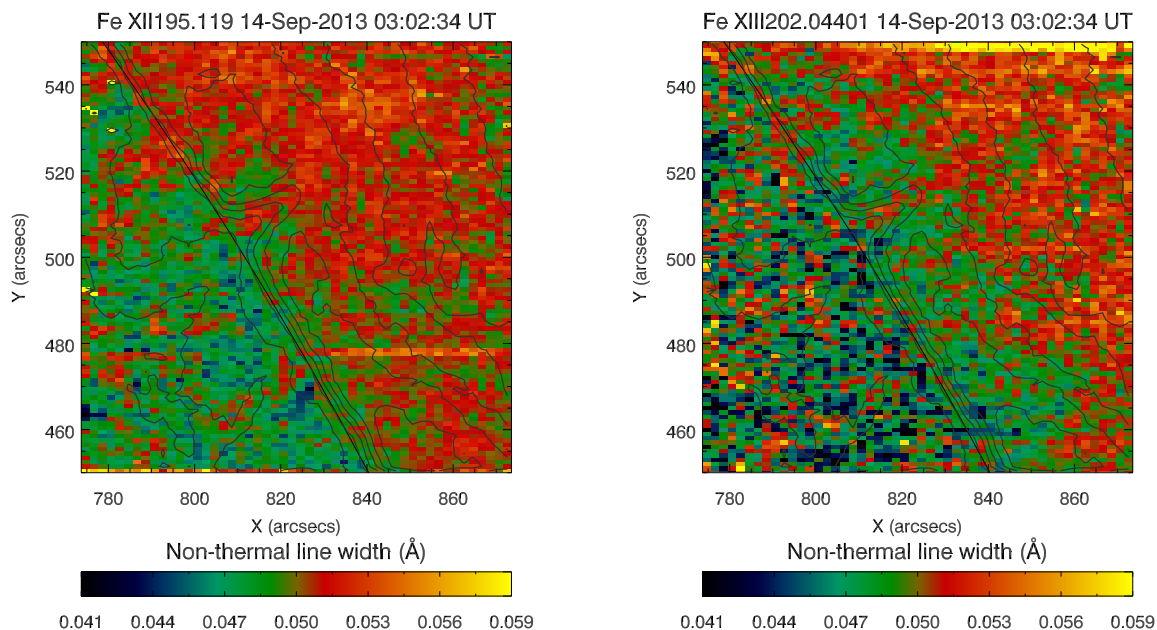 Fe XII195.119 14-Sep-2013 03:02:34 UT
540
520
500
480
460
Y (arcsecs)
780 800 820 840 860
X (arcsecs)
Non-thermal line width (Å)
0.041 0.044 0.047 0.050 0.053 0.056 0.059
Fe XIII202.04401 14-Sep-2013 03:02:34 UT
540
520
500
480
460
Y (arcsecs)
780 800 820 840 860
X (arcsecs)
Non-thermal line width (Å)
0.041 0.044 0.047 0.050 0.053 0.056 0.059